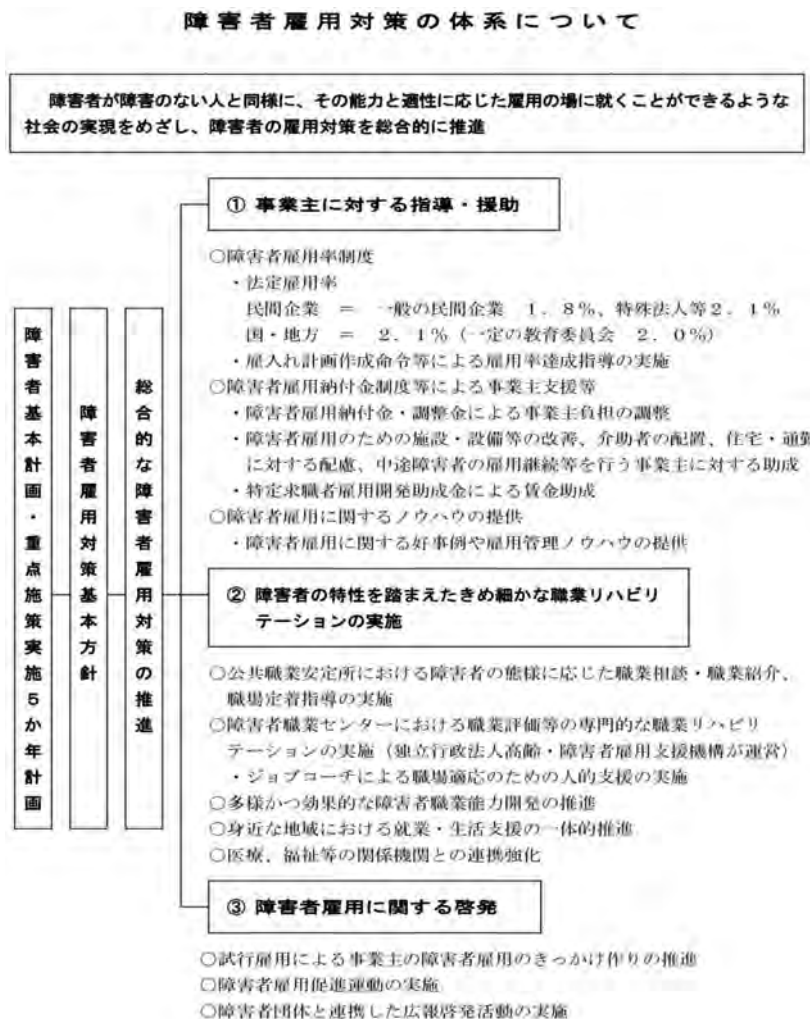 障害者雇用対策の体系について
障害者が障害のない人と同様に、その能力と適性に応じた雇用の場に就くことができるような
社会の実現をめざし、障害者の雇用対策を総合的に推進
障害者基本計画・重点施策実施5か年計画
障害者雇用対策基本方針
総合的な障害者雇用対策の推進
① 事業主に対する指導・援助
○障害者雇用率制度
・法定雇用率
民間企業 = 一般の民間企業 1.8%、特殊法人等2.1%
国・地方 = 2.1%(一定の教育委員会 2.0%)
・雇入れ計画作成命令等による雇用率達成指導の実施
○障害者雇用納付金制度等による事業主支援等
・障害者雇用納付金・調整金による事業主負担の調整
・障害者雇用のための施設・設備等の改善、介助者の配置、住宅・通勤
に対する配慮、中途障害者の雇用継続等を行う事業主に対する助成
・特定求職者雇用開発助成金による賃金助成
○障害者雇用に関するノウハウの提供
・障害者雇用に関する好事例や雇用管理ノウハウの提供
② 障害者の特性を踏まえたきめ細かな職業リハビリ
テーションの実施
○公共職業安定所における障害者の態様に応じた職業相談・職業紹介、
職場定着指導の実施
○障害者職業センターにおける職業評価等の専門的な職業リハビリ
テーションの実施(独立行政法人高齢・障害者雇用支援機構が運営)
・ジョブコーチによる職場適応のための人的支援の実施
○多様かつ効果的な障害者職業能力開発の推進
○身近な地域における就業・生活支援の一体的推進
○医療、福祉等の関係機関との連携強化
③ 障害者雇用に関する啓発
○試行雇用による事業主の障害者雇用のきっかけ作りの推進
○障害者雇用促進運動の実施
○障害者団体と連携した広報啓発活動の実施